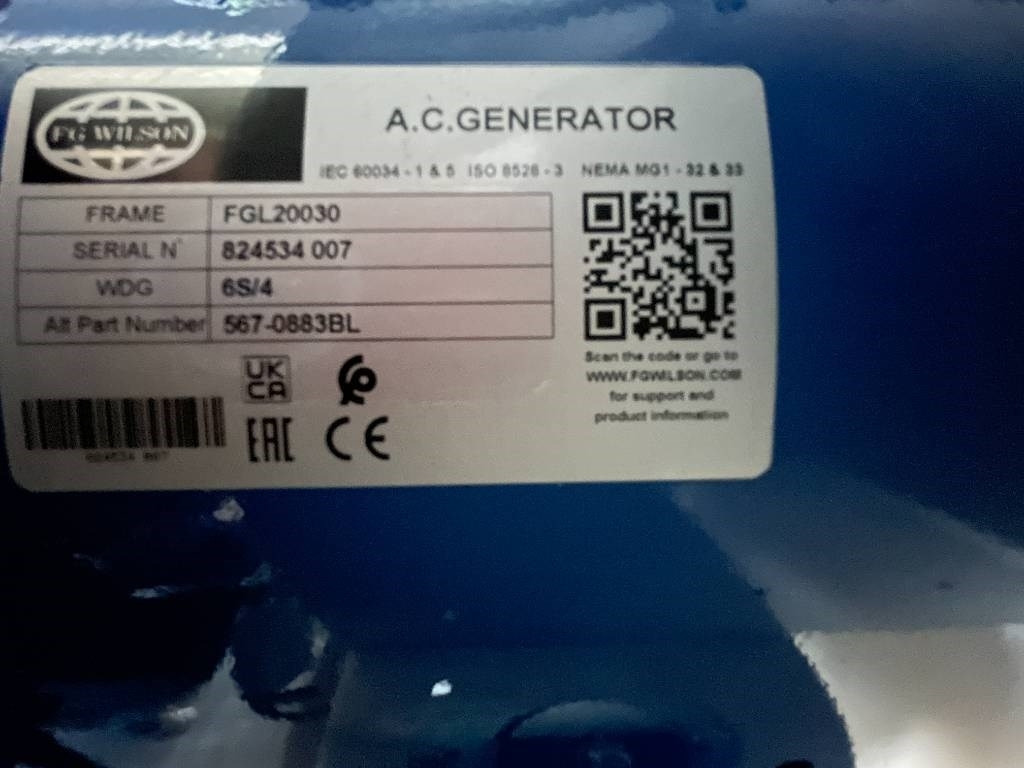 FG WILSON
A.C.GENERATOR
IEC 60034 - 1 & 5 ISO 8528 - 3 NEMA MG1 - 32 & 33
FRAME FGL20030
SERIAL N° 824534 007
WDG 6S/4
Alt Part Number 567-0883BL
Scan the code or go to
WWW.FGWILSON.COM
for support and
product information
UK
CA
EAC CE
824534 007